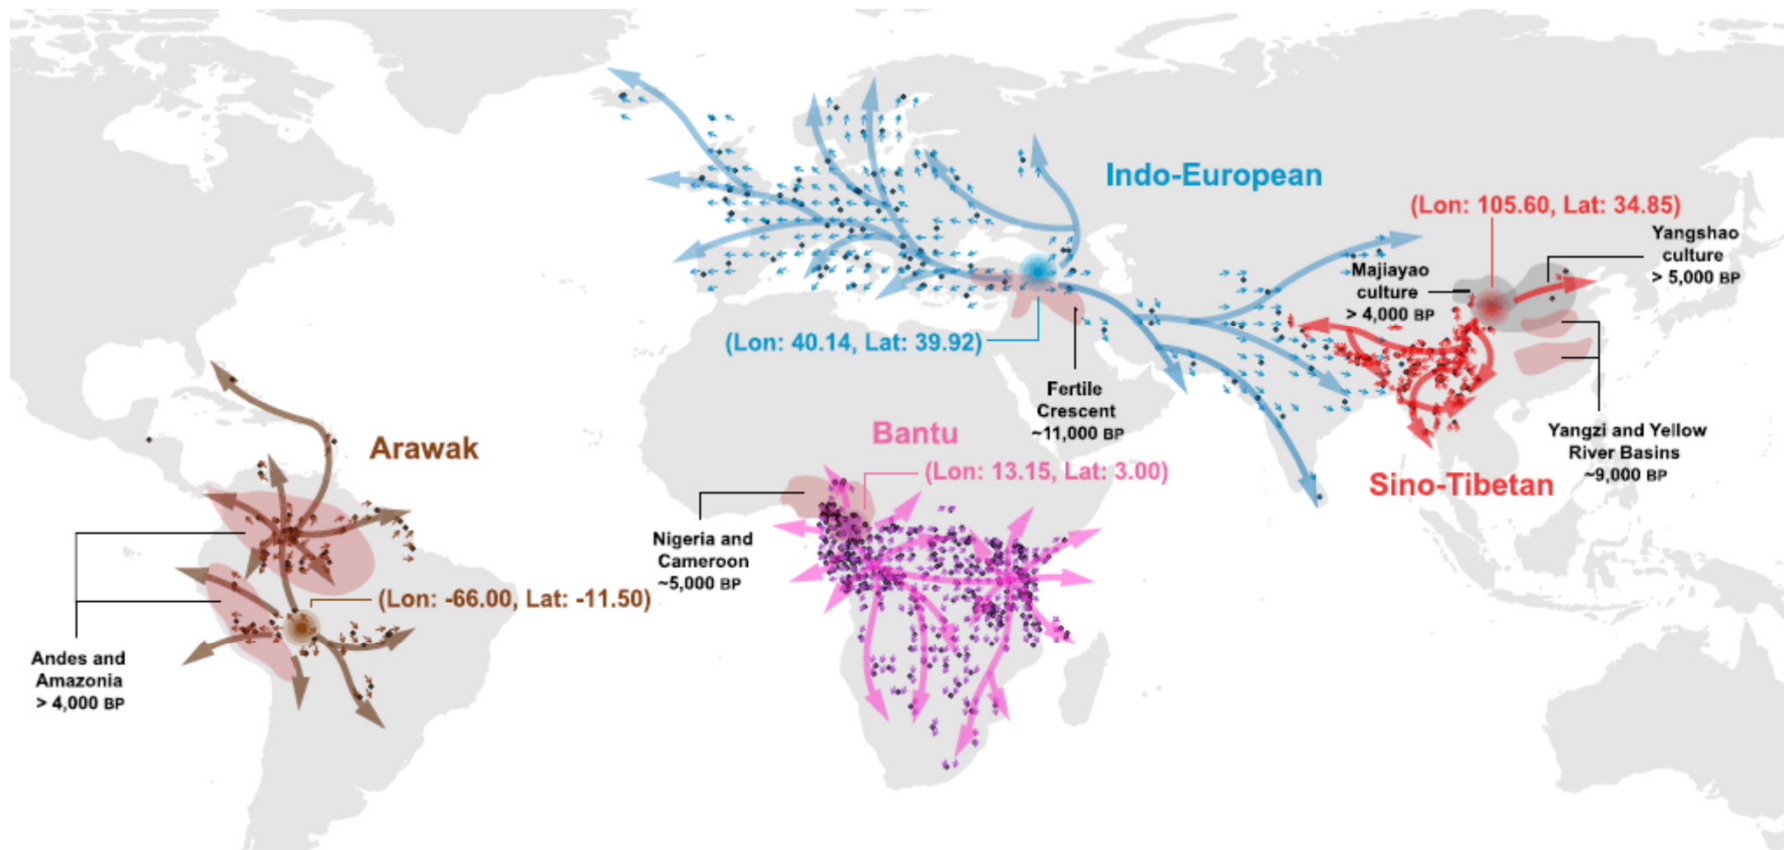 Indo-European
(Lon: 105.60, Lat: 34.85)
Yangshao
culture
> 5,000 BP
Majiayao
culture
> 4,000 BP
(Lon: 40.14, Lat: 39.92)
Fertile
Crescent
~11,000 BP
Arawak
Bantu
(Lon: 13.15, Lat: 3.00)
Sino-Tibetan
Yangzi and Yellow
River Basins
~9,000 BP
Nigeria and
Cameroon
~5,000 BP
(Lon: -66.00, Lat: -11.50)
Andes and
Amazonia
> 4,000 BP